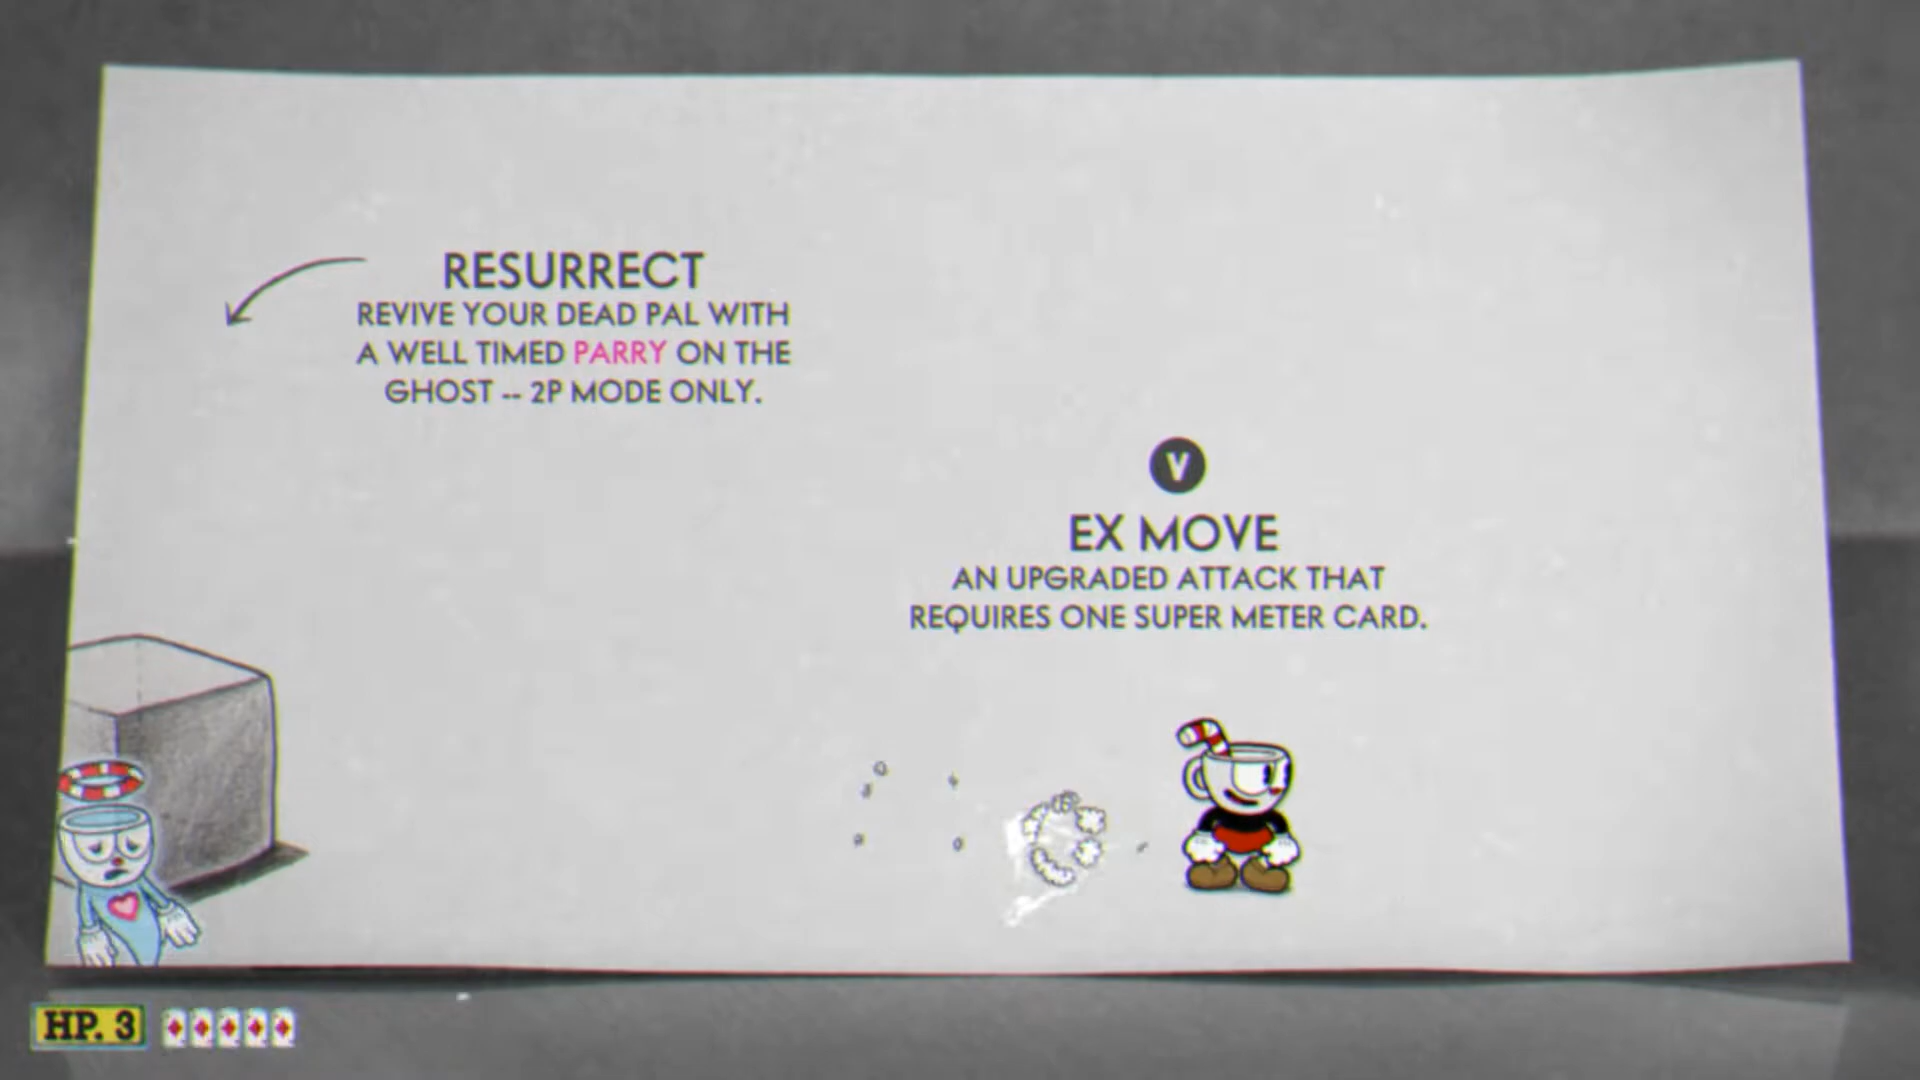 RESURRECT
REVIVE YOUR DEAD PAL WITH
A WELL TIMED PARRY ON THE
GHOST -- 2P MODE ONLY.
V
EX MOVE
AN UPGRADED ATTACK THAT
REQUIRES ONE SUPER METER CARD.
HP. 3